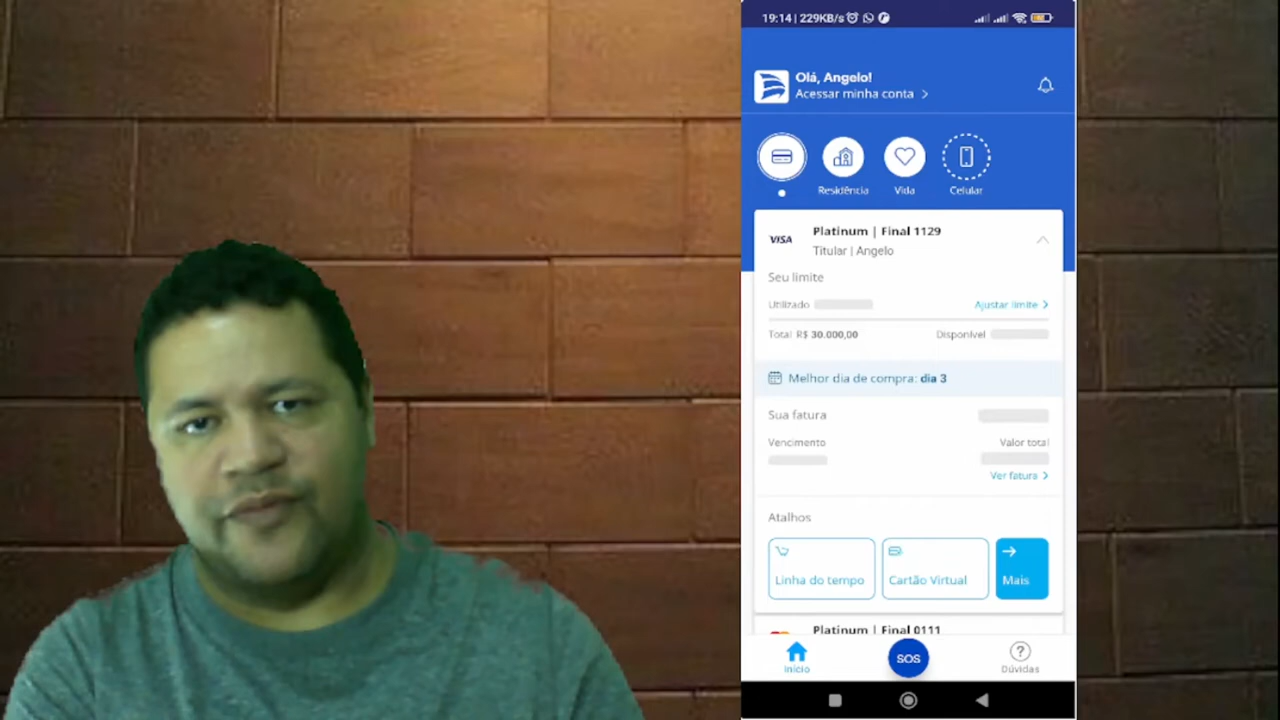 19:14 | 229KB/s
Olá, Angelo!
Acessar minha conta
Residência
Vida
Celular
VISA
Platinum | Final 1129
Titular | Angelo
Seu limite
Utilizado
Ajustar limite
Total R$ 30.000,00
Disponível
Melhor dia de compra: dia 3
Sua fatura
Vencimento
Valor total
Ver fatura
Atalhos
Linha do tempo
Cartão Virtual
Mais
Platinum | Final 0111
Início
SOS
Dúvidas